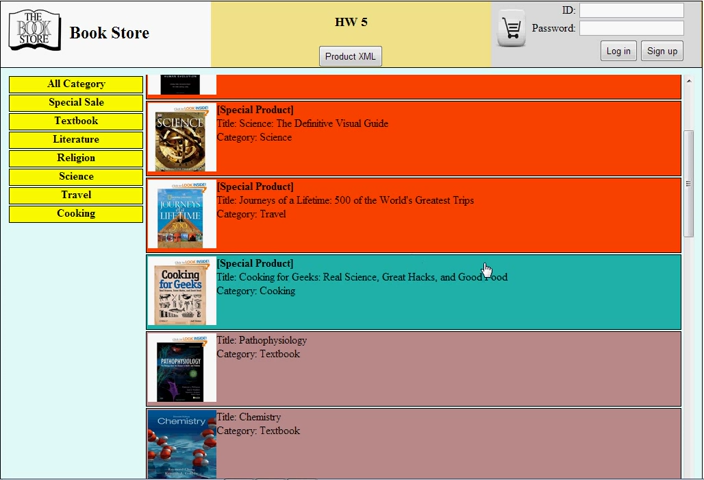 THE
BOOK
STORE
Book Store
HW 5
Product XML
ID:
Password:
Log in
Sign up
All Category
Special Sale
Textbook
Literature
Religion
Science
Travel
Cooking
[Special Product]
Title: Science: The Definitive Visual Guide
Category: Science
SCIENCE
[Special Product]
Title: Journeys of a Lifetime: 500 of the World's Greatest Trips
Category: Travel
JOURNEYS
of a
LIFETIME
500
[Special Product]
Title: Cooking for Geeks: Real Science, Great Hacks, and Good Food
Category: Cooking
Cooking
for Geeks
Title: Pathophysiology
Category: Textbook
PATHOPHYSIOLOGY
Title: Chemistry
Category: Textbook
Chemistry